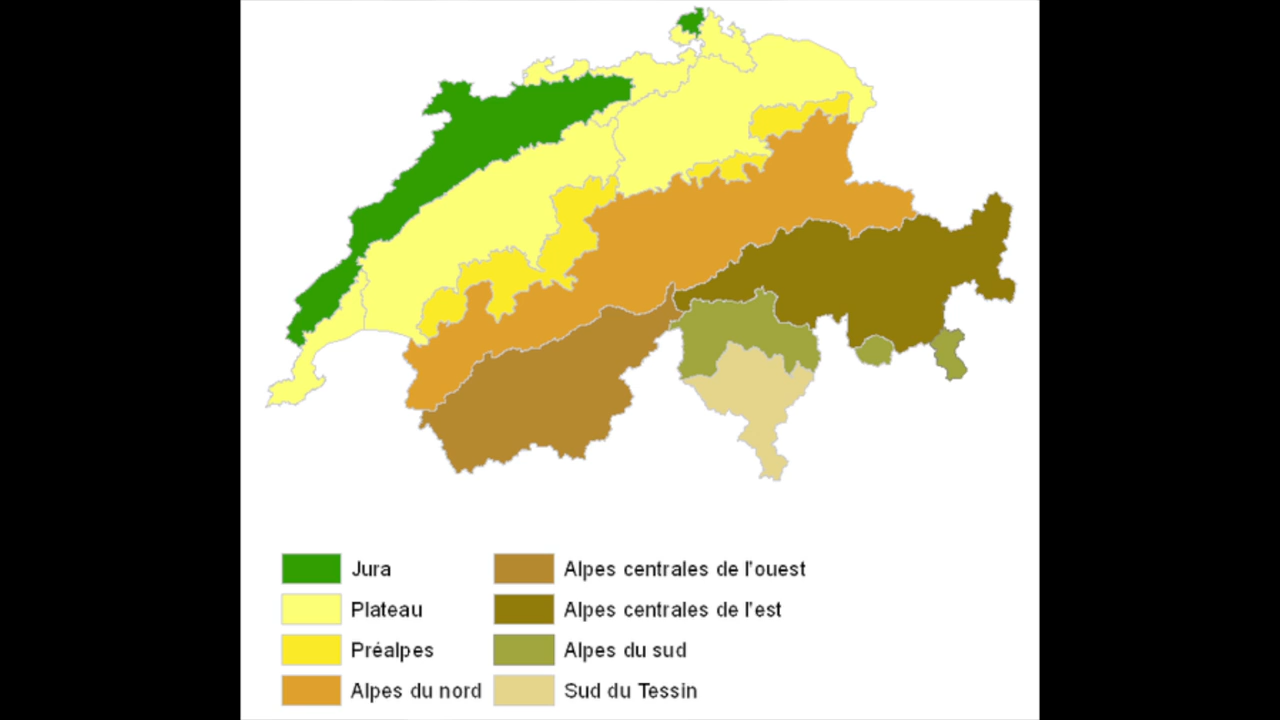 Jura
Plateau
Préalpes
Alpes du nord
Alpes centrales de l'ouest
Alpes centrales de l'est
Alpes du sud
Sud du Tessin